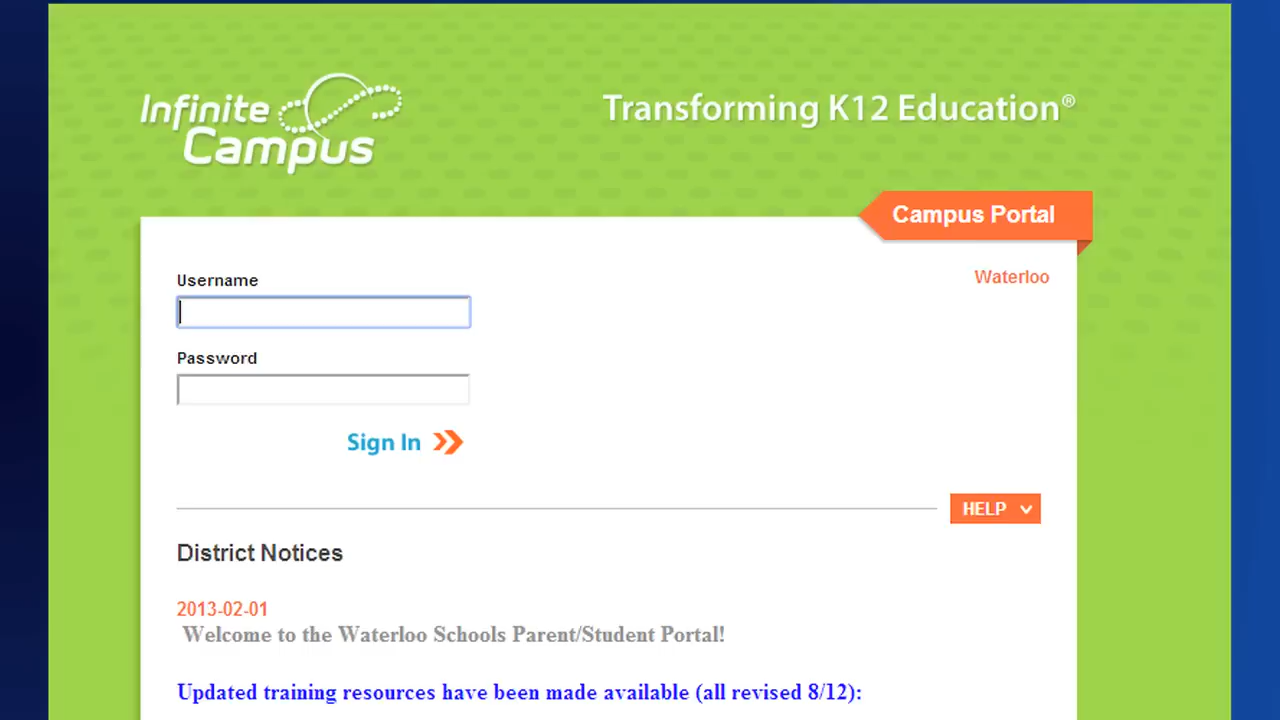 Infinite Campus
Transforming K12 Education®
Campus Portal
Waterloo
Username
Password
Sign In
HELP
District Notices
2013-02-01
Welcome to the Waterloo Schools Parent/Student Portal!
Updated training resources have been made available (all revised 8/12):